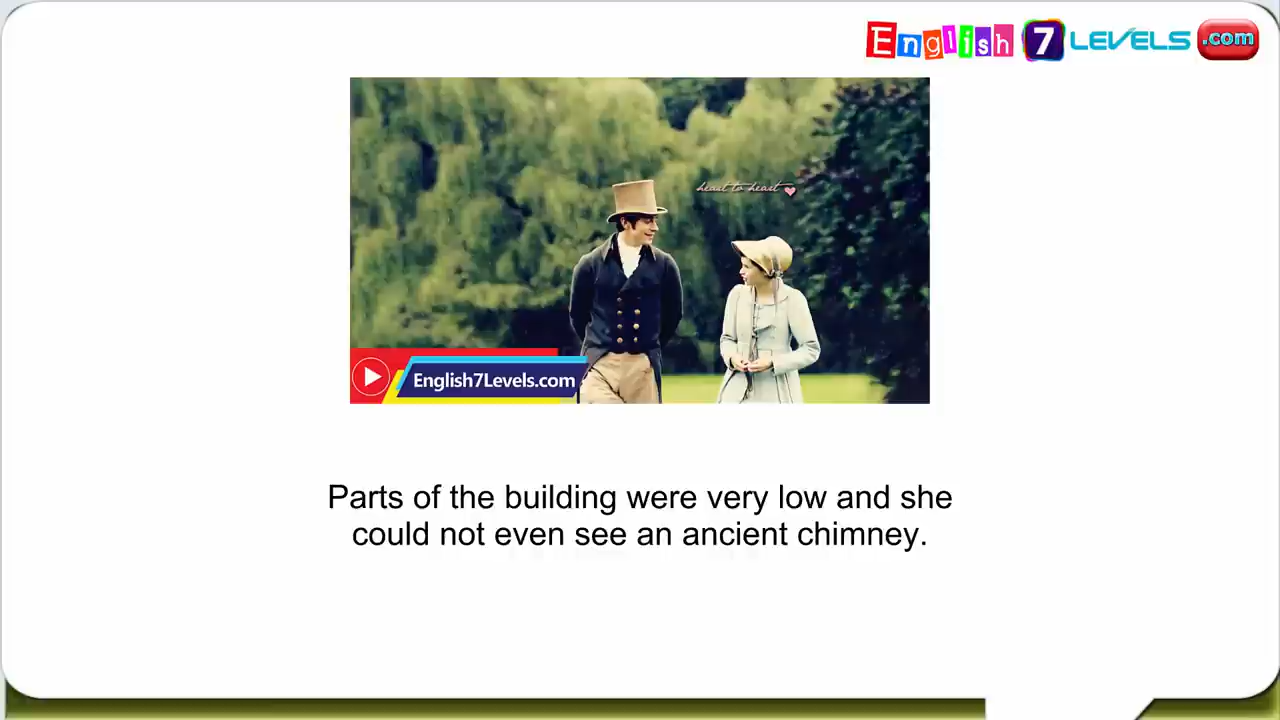 English 7 LEVELS .com
heart to heart
English7Levels.com
Parts of the building were very low and she
could not even see an ancient chimney.